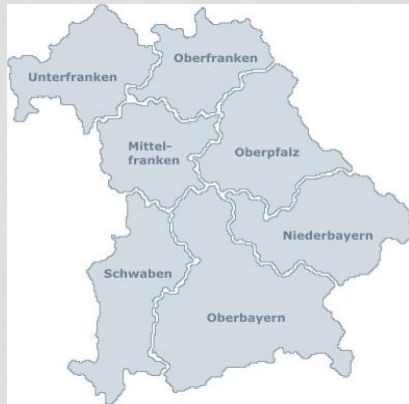 Oberfranken
Unterfranken
Mittel-
franken
Oberpfalz
Niederbayern
Schwaben
Oberbayern